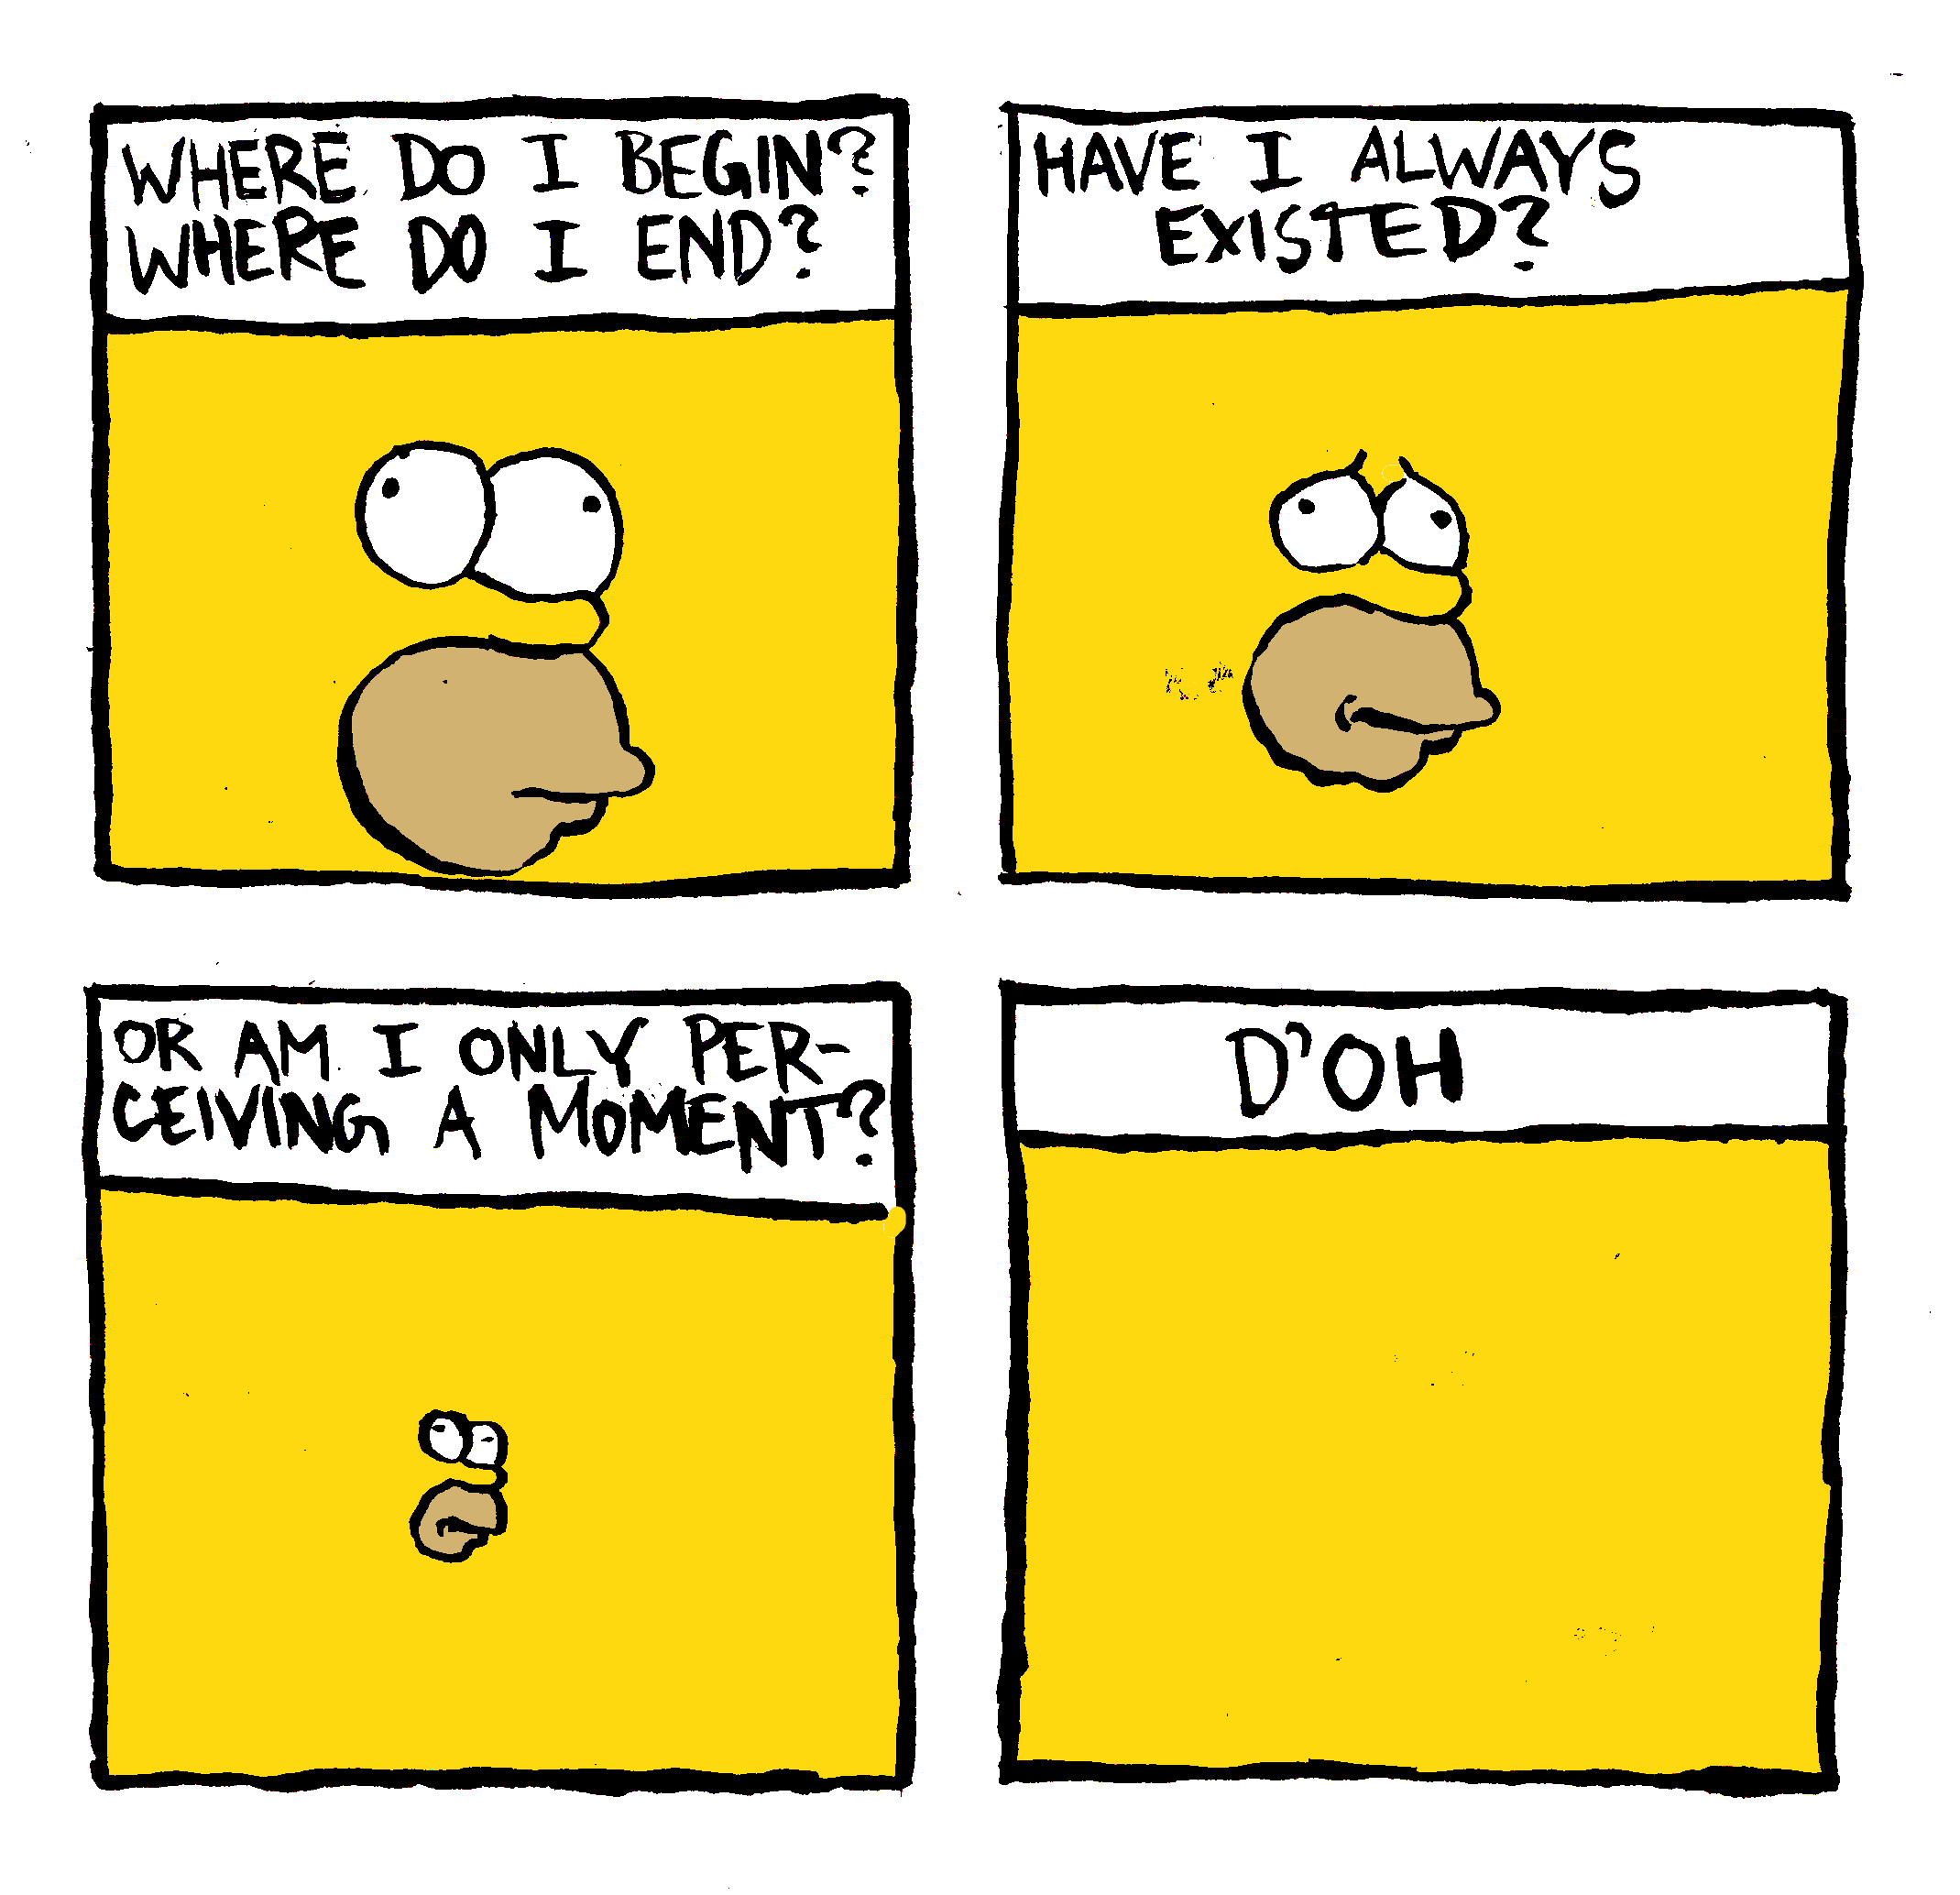 WHERE DO I BEGIN?
WHERE DO I END?
HAVE I ALWAYS
EXISTED?
OR AM I ONLY PER-
CEIVING A MOMENT?
D'OH